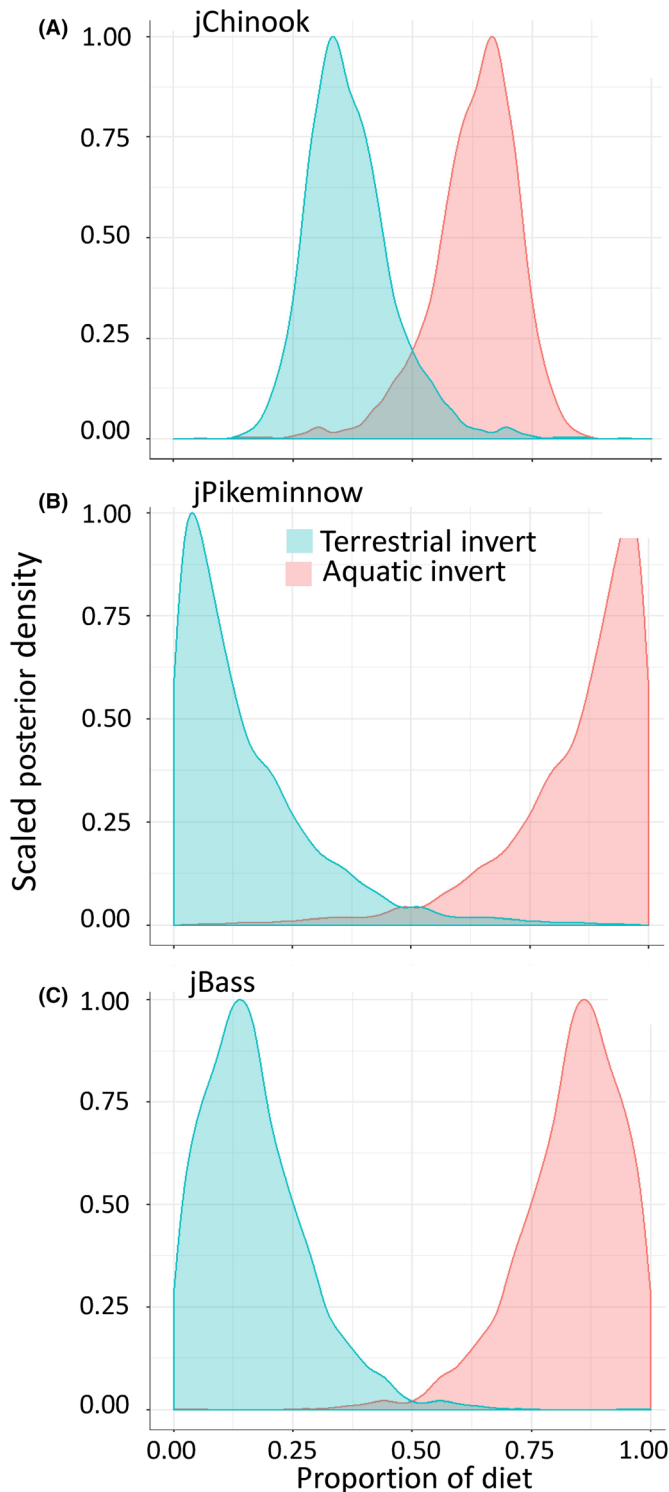 (A) jChinook
1.00
0.75
0.50
0.25
0.00
(B) jPikeminnow
1.00
0.75
0.50
0.25
0.00
Terrestrial invert
Aquatic invert
Scaled posterior density
(C) jBass
1.00
0.75
0.50
0.25
0.00
0.00 0.25 0.50 0.75 1.00
Proportion of diet